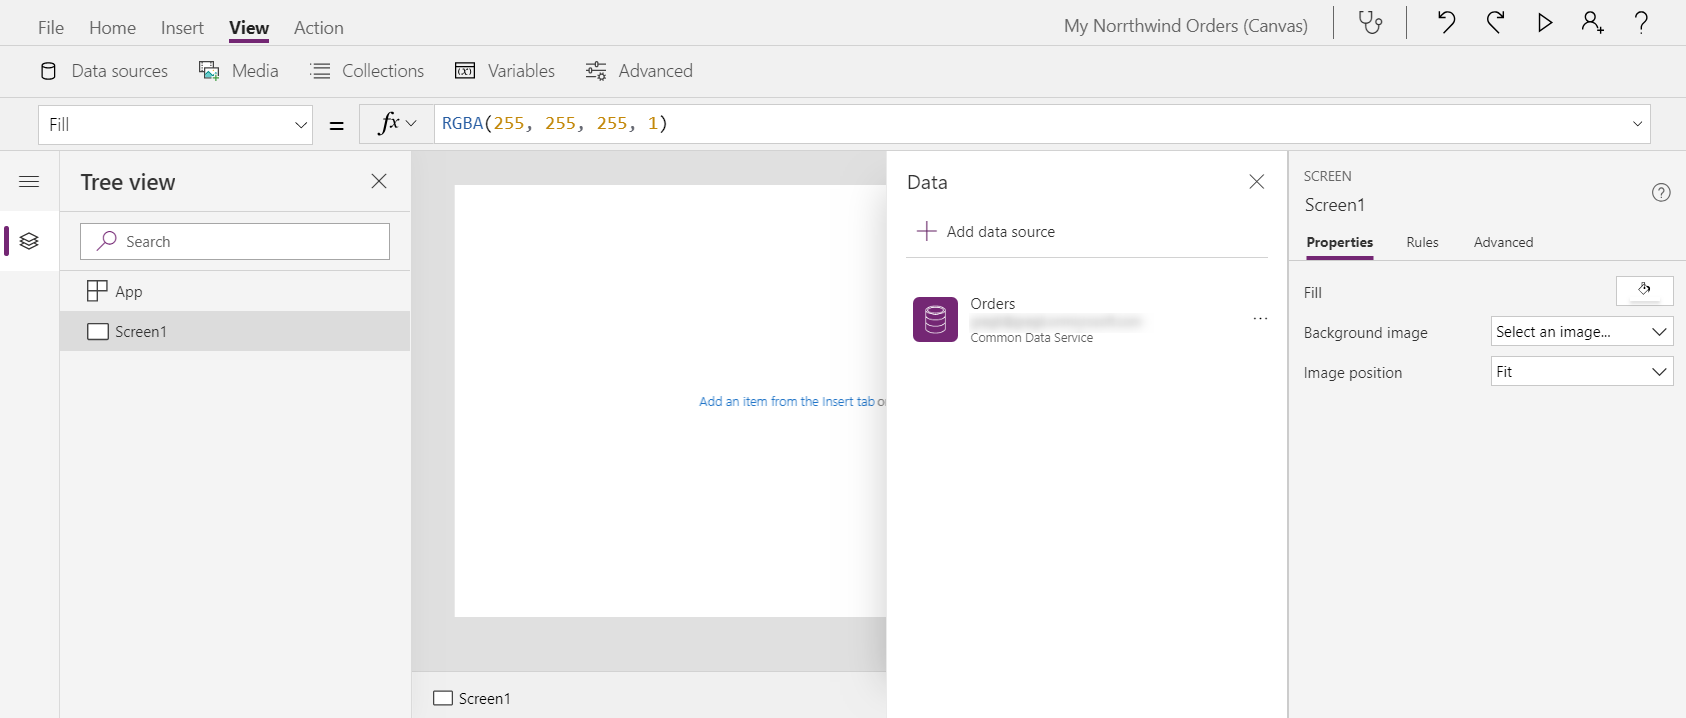 File Home Insert View Action
My Norrthwind Orders (Canvas)
Data sources Media Collections Variables Advanced
Fill = fx RGBA(255, 255, 255, 1)
Tree view
Search
App
Screen1
Add an item from the Insert tab
Screen1
Data
Add data source
Orders
Common Data Service
SCREEN
Screen1
Properties Rules Advanced
Fill
Background image Select an image...
Image position Fit